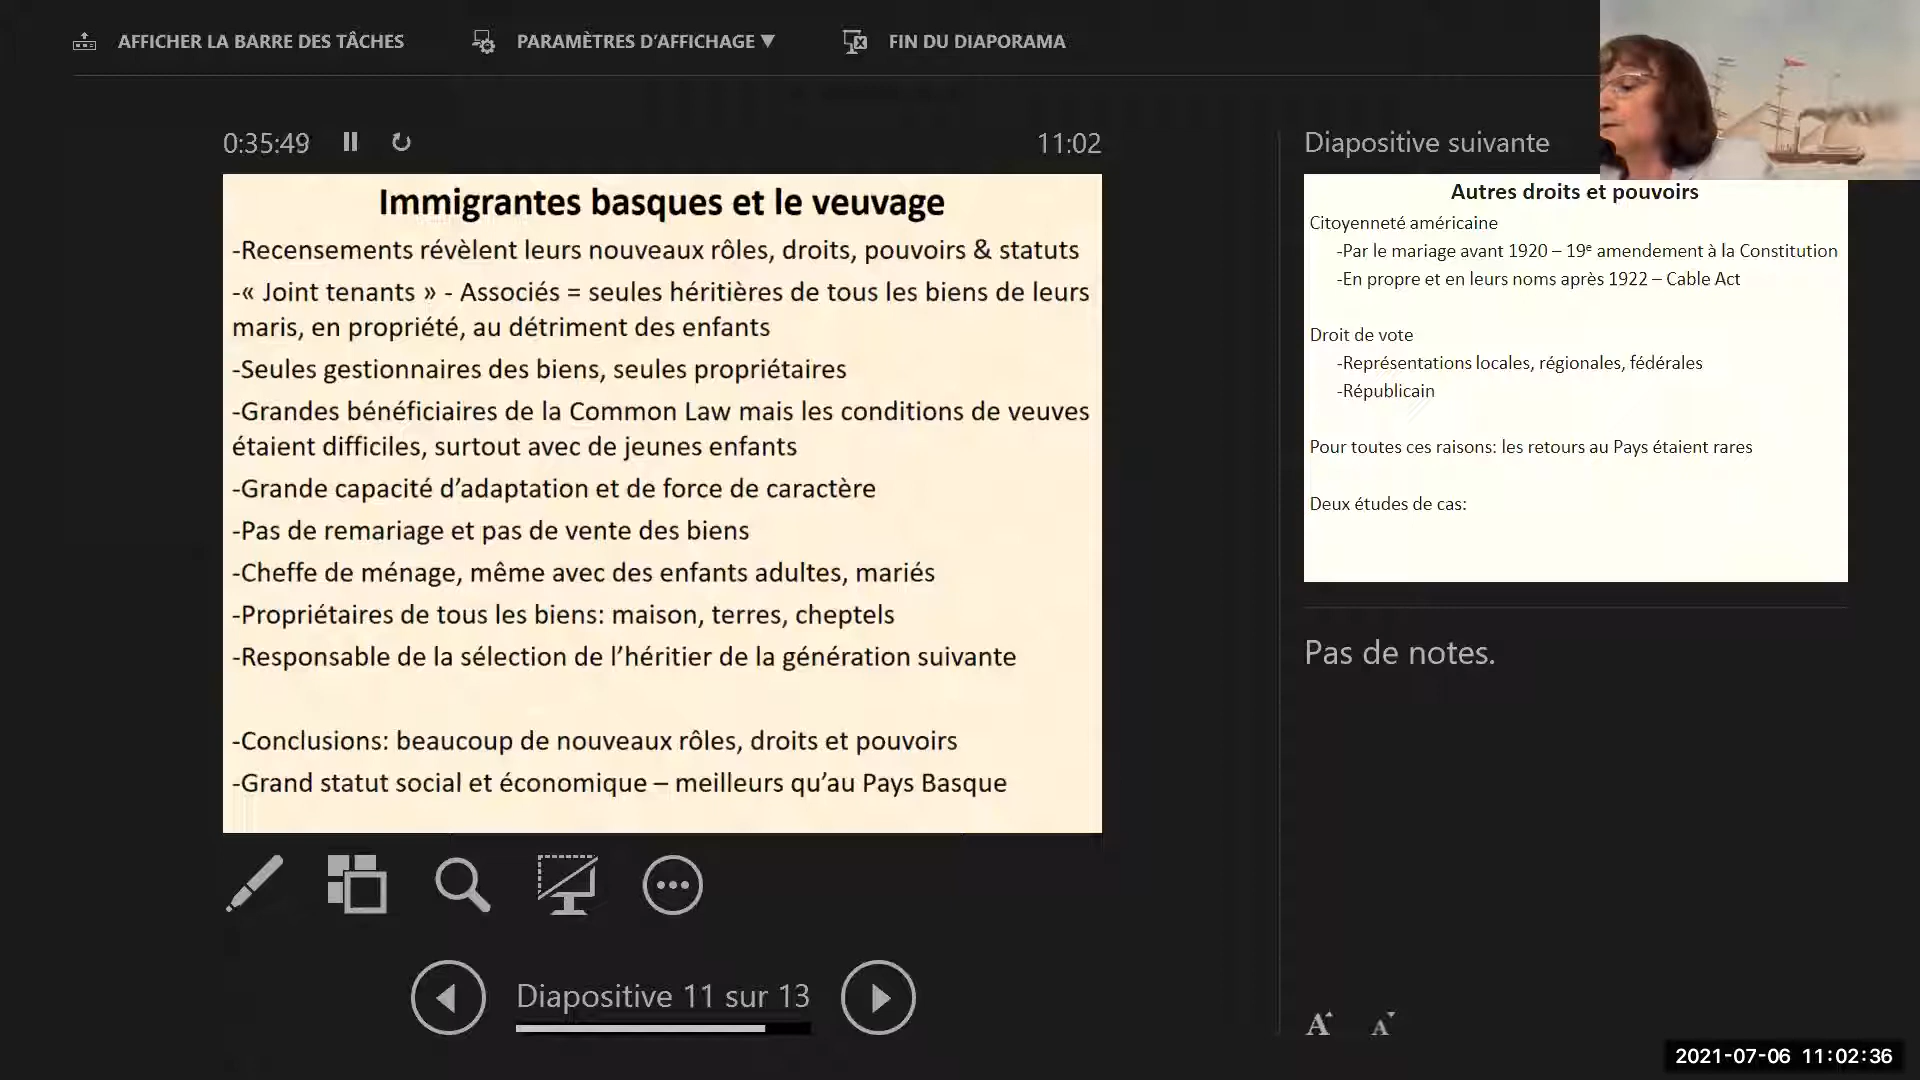 AFFICHER LA BARRE DES TÂCHES
PARAMÈTRES D'AFFICHAGE ▼
FIN DU DIAPORAMA
0:35:49
11:02
Immigrantes basques et le veuvage
-Recensements révèlent leurs nouveaux rôles, droits, pouvoirs & statuts
-« Joint tenants » - Associés = seules héritières de tous les biens de leurs
maris, en propriété, au détriment des enfants
-Seules gestionnaires des biens, seules propriétaires
-Grandes bénéficiaires de la Common Law mais les conditions de veuves
étaient difficiles, surtout avec de jeunes enfants
-Grande capacité d'adaptation et de force de caractère
-Pas de remariage et pas de vente des biens
-Cheffe de ménage, même avec des enfants adultes, mariés
-Propriétaires de tous les biens: maison, terres, cheptels
-Responsable de la sélection de l'héritier de la génération suivante
-Conclusions: beaucoup de nouveaux rôles, droits et pouvoirs
-Grand statut social et économique – meilleurs qu'au Pays Basque
Diapositive 11 sur 13
Diapositive suivante
Autres droits et pouvoirs
Citoyenneté américaine
-Par le mariage avant 1920 – 19e amendement à la Constitution
-En propre et en leurs noms après 1922 – Cable Act
Droit de vote
-Représentations locales, régionales, fédérales
-Républicain
Pour toutes ces raisons: les retours au Pays étaient rares
Deux études de cas:
Pas de notes.
A A
2021-07-06 11:02:36